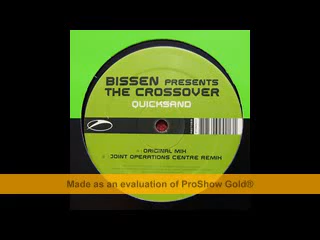 BISSEN PRESENTS
THE CROSSOVER
QUICKSAND
ORIGINAL MIX
JOINT OPERATIONS CENTRE REMIX
Made as an evaluation of ProShow Gold®